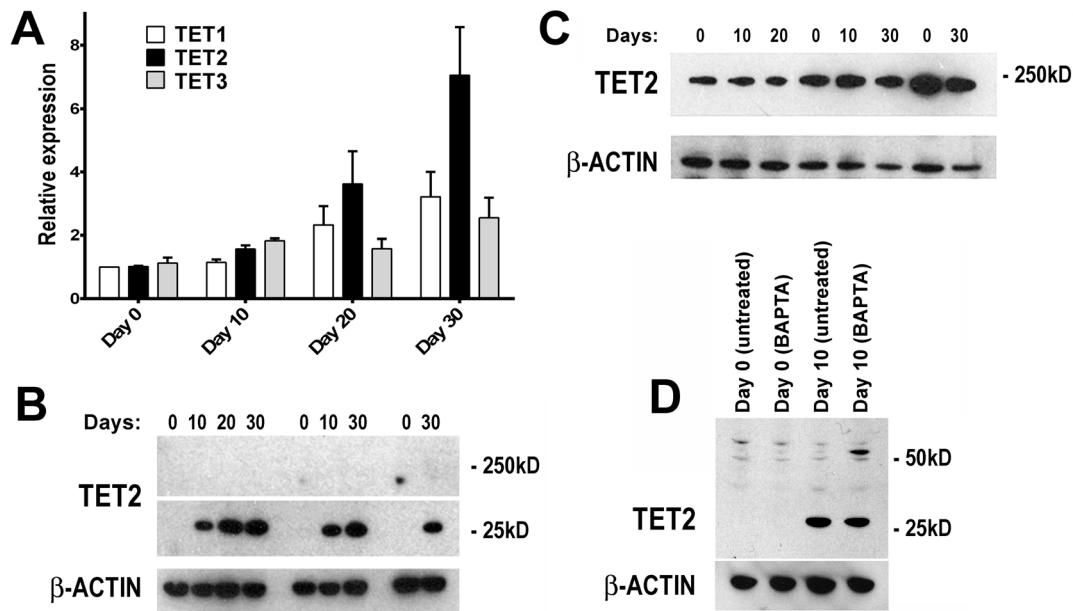 A
TET1
TET2
TET3
Relative expression
8
6
4
2
0
Day 0
Day 10
Day 20
Day 30
B
Days: 0 10 20 30 0 10 30 0 30
TET2
- 250kD
- 25kD
β-ACTIN
C
Days: 0 10 20 0 10 30 0 30
TET2
- 250kD
β-ACTIN
D
Day 0 (untreated)
Day 0 (BAPTA)
Day 10 (untreated)
Day 10 (BAPTA)
- 50kD
TET2
- 25kD
β-ACTIN